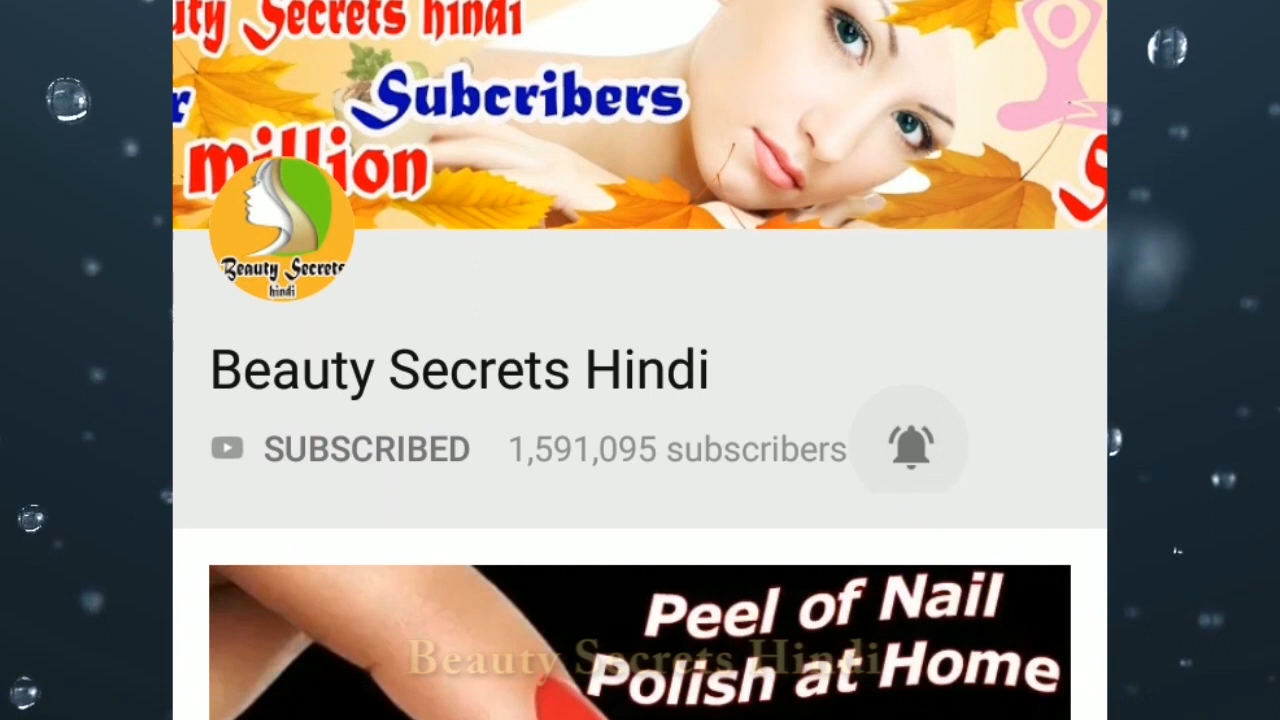 uty Secrets hindi
r Subcribers
million
S
Beauty Secrets
hindi
Beauty Secrets Hindi
SUBSCRIBED 1,591,095 subscribers
Peel of Nail
Polish at Home
Beauty Secrets Hindi